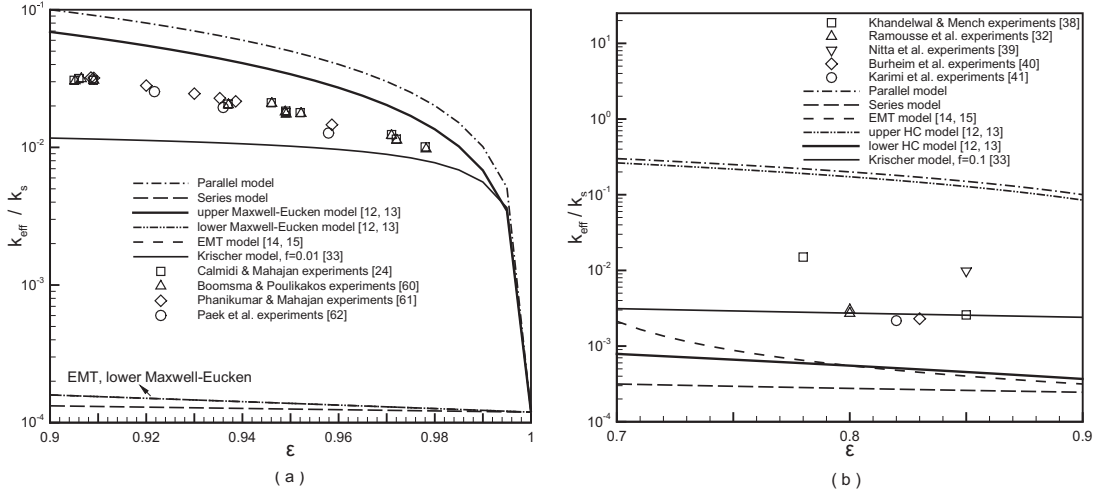 10⁻¹
10⁻²
10⁻³
10⁻⁴
k_eff / k_s
Parallel model
Series model
upper Maxwell-Eucken model [12, 13]
lower Maxwell-Eucken model [12, 13]
EMT model [14, 15]
Krischer model, f=0.01 [33]
Calmidi & Mahajan experiments [24]
Boomsma & Poulikakos experiments [60]
Phanikumar & Mahajan experiments [61]
Paek et al. experiments [62]
EMT, lower Maxwell-Eucken
0.9 0.92 0.94 0.96 0.98 1
ε
( a )
10¹
10⁰
10⁻¹
10⁻²
10⁻³
10⁻⁴
k_eff / k_s
Khandelwal & Mench experiments [38]
Ramousse et al. experiments [32]
Nitta et al. experiments [39]
Burheim et al. experiments [40]
Karimi et al. experiments [41]
Parallel model
Series model
EMT model [14, 15]
upper HC model [12, 13]
lower HC model [12, 13]
Krischer model, f=0.1 [33]
0.7 0.8 0.9
ε
( b )